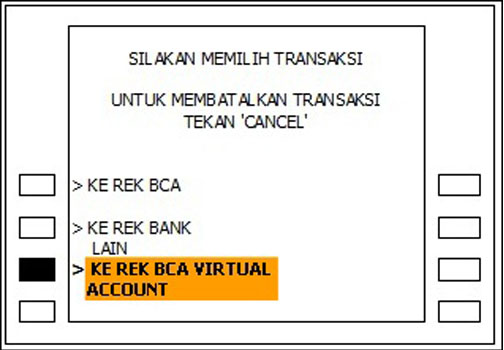 SILAKAN MEMILIH TRANSAKSI
UNTUK MEMBATALKAN TRANSAKSI
TEKAN 'CANCEL'
> KE REK BCA
> KE REK BANK
LAIN
> KE REK BCA VIRTUAL
ACCOUNT